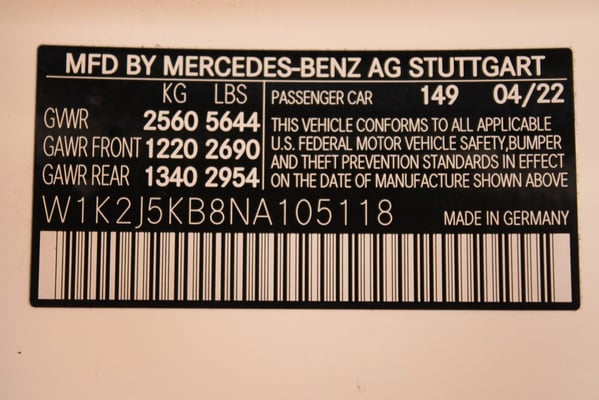 MFD BY MERCEDES-BENZ AG STUTTGART
KG LBS
GVWR 2560 5644
GAWR FRONT 1220 2690
GAWR REAR 1340 2954
PASSENGER CAR 149 04/22
THIS VEHICLE CONFORMS TO ALL APPLICABLE
U.S. FEDERAL MOTOR VEHICLE SAFETY,BUMPER
AND THEFT PREVENTION STANDARDS IN EFFECT
ON THE DATE OF MANUFACTURE SHOWN ABOVE
W1K2J5KB8NA105118
MADE IN GERMANY